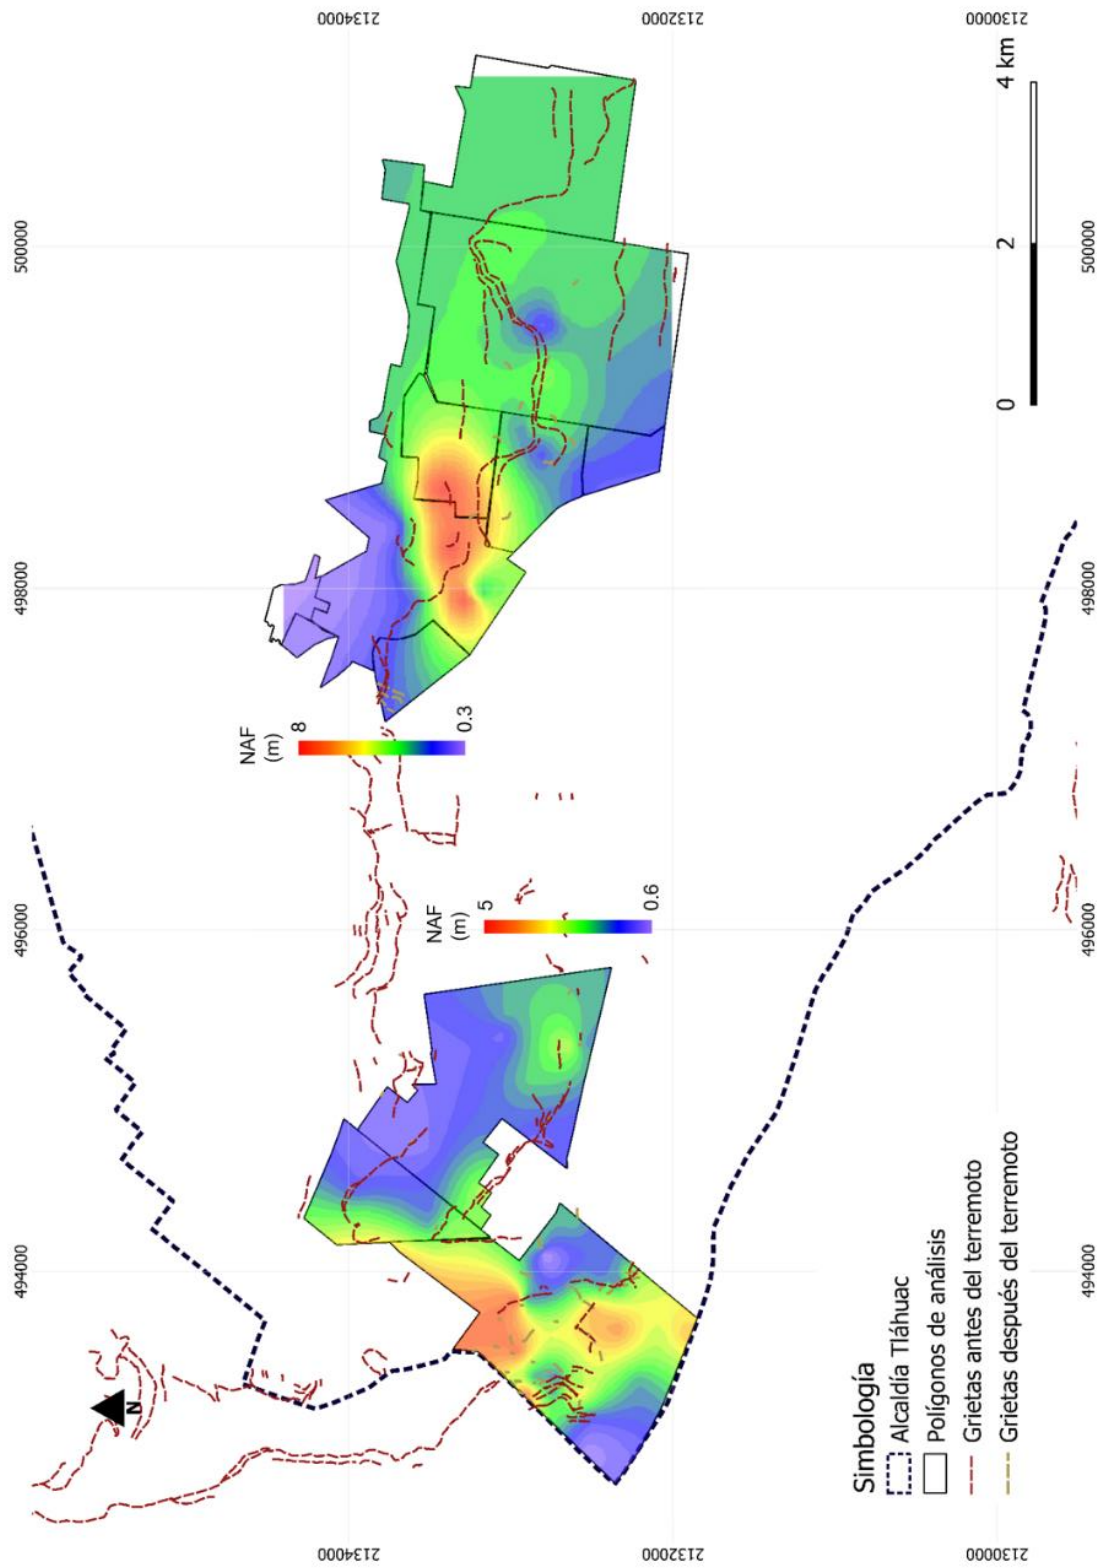 494000
496000
498000
500000
2134000
2134000
N
NAF
(m)
8
0.3
NAF
(m)
5
0.6
2132000
2132000
Simbología
Alcaldía Tláhuac
Polígonos de análisis
Grietas antes del terremoto
Grietas después del terremoto
0
2
4 km
2130000
2130000
494000
496000
498000
500000